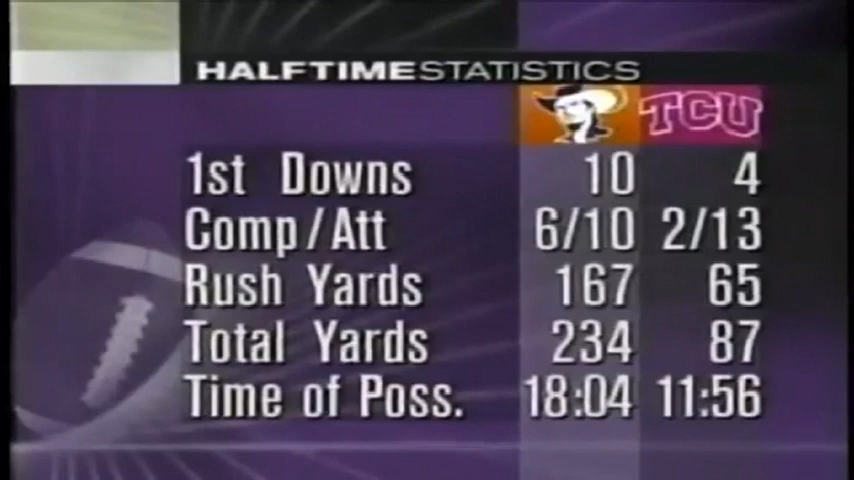 HALFTIMESTATISTICS
TCU
1st Downs 10 4
Comp/Att 6/10 2/13
Rush Yards 167 65
Total Yards 234 87
Time of Poss. 18:04 11:56